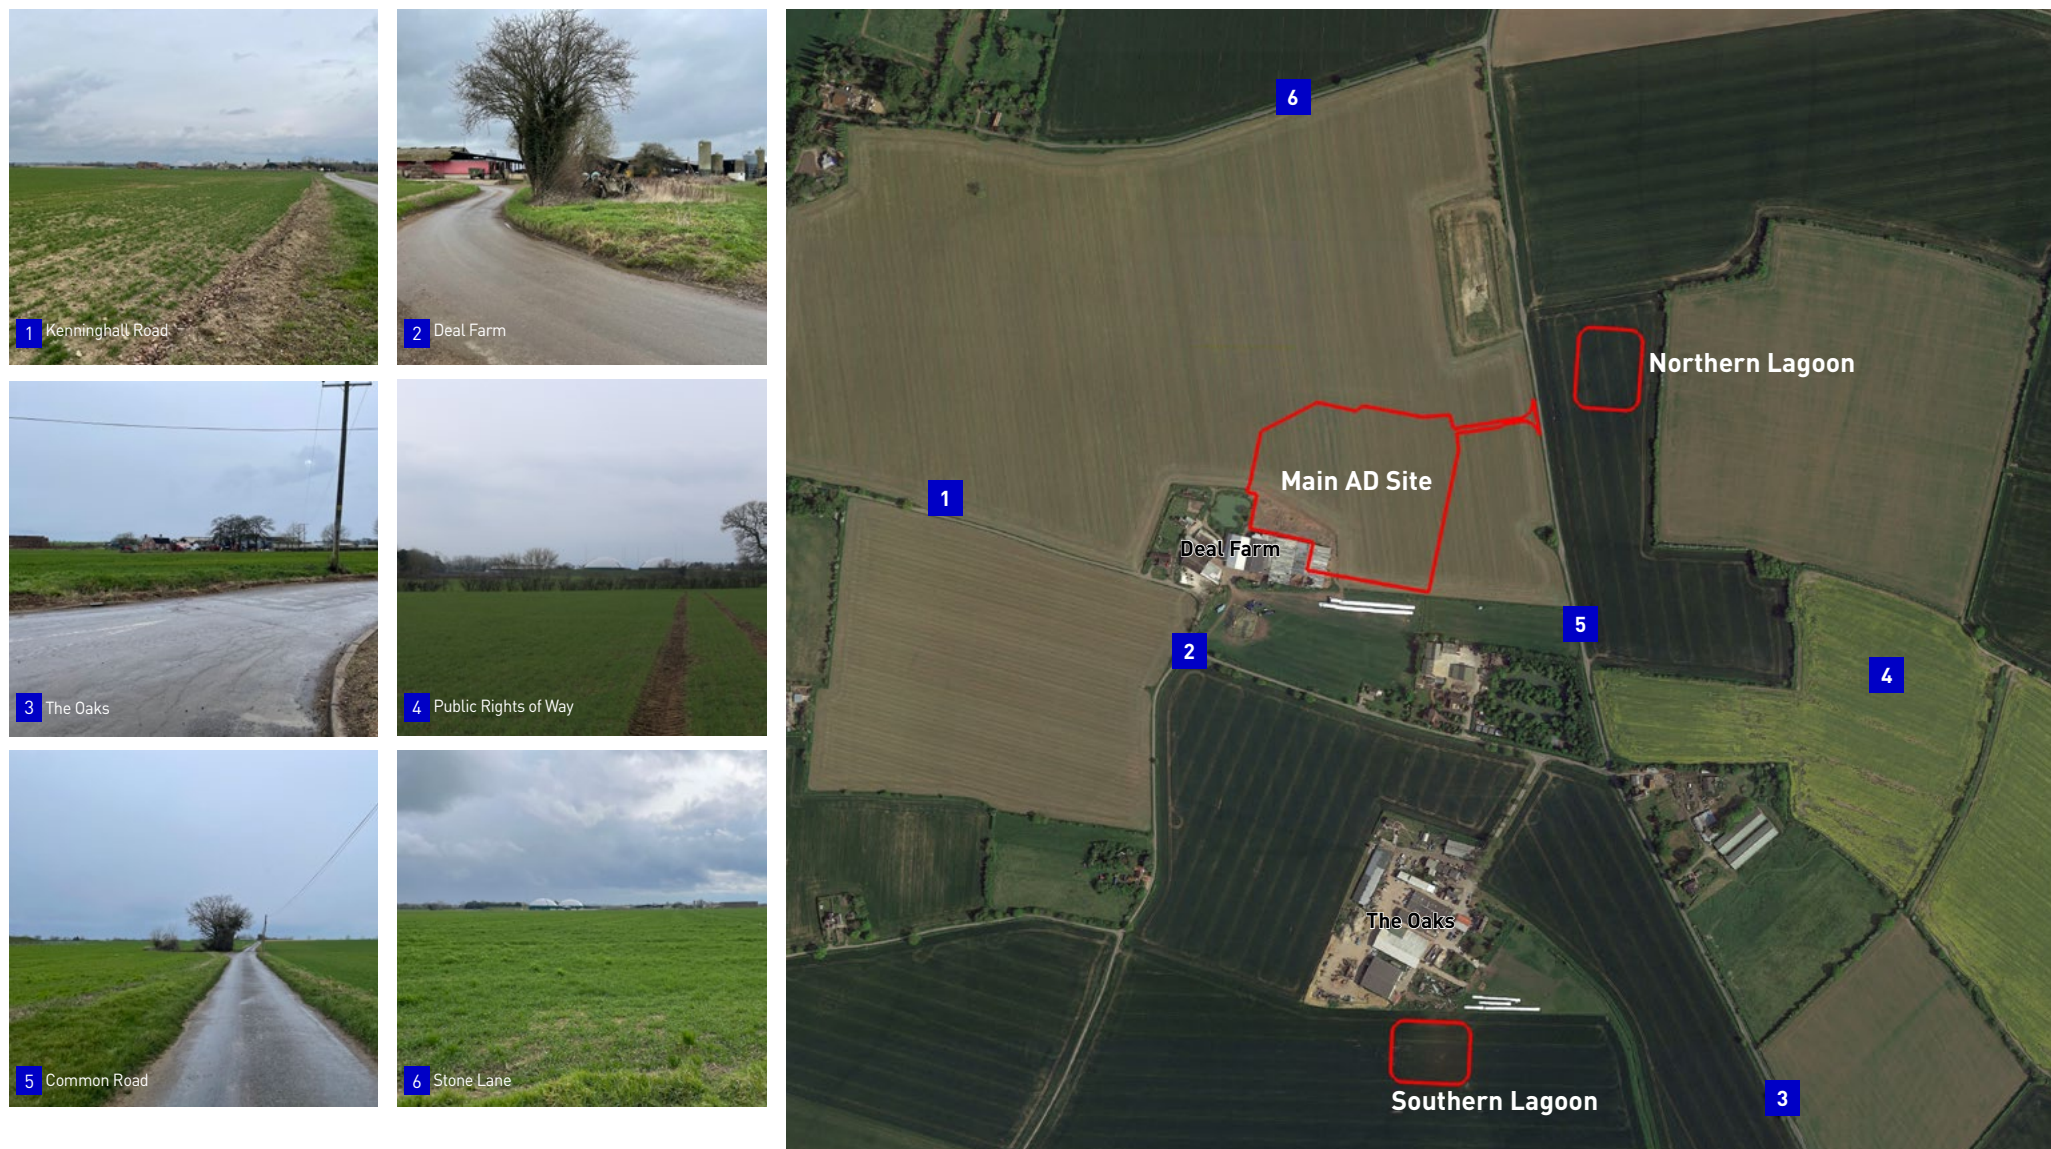 1 Kenninghall Road
2 Deal Farm
3 The Oaks
4 Public Rights of Way
5 Common Road
6 Stone Lane
6
Northern Lagoon
Main AD Site
1
Deal Farm
5
2
4
The Oaks
Southern Lagoon
3